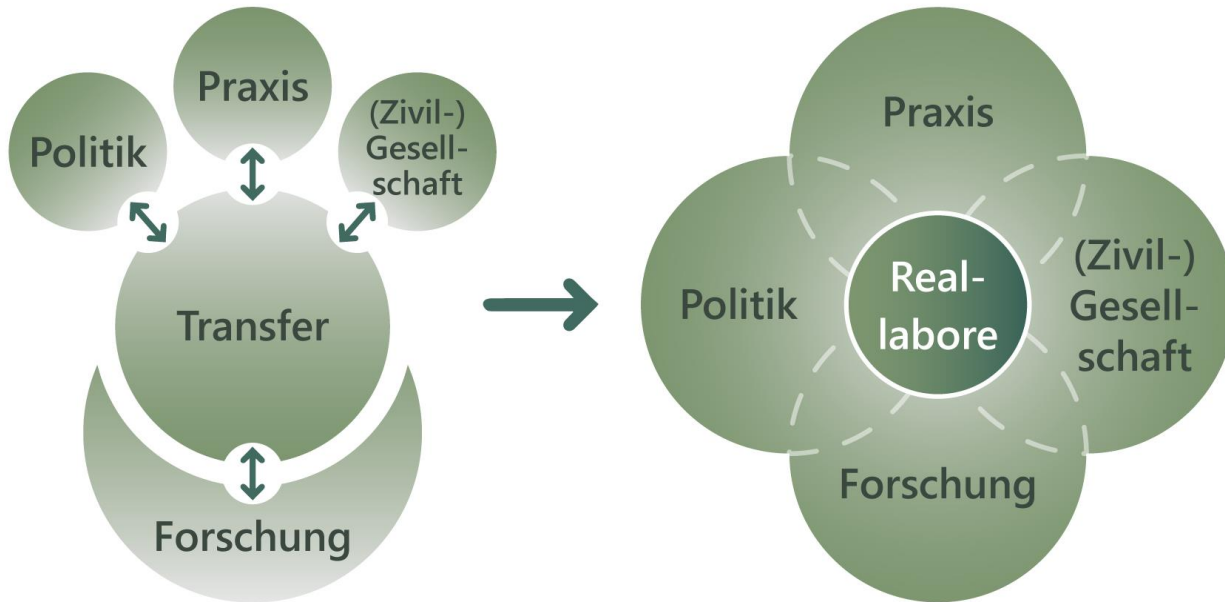 Praxis
Politik
(Zivil-)
Gesell-
schaft
Transfer
Forschung
Praxis
Politik
Real-
labore
(Zivil-)
Gesell-
schaft
Forschung